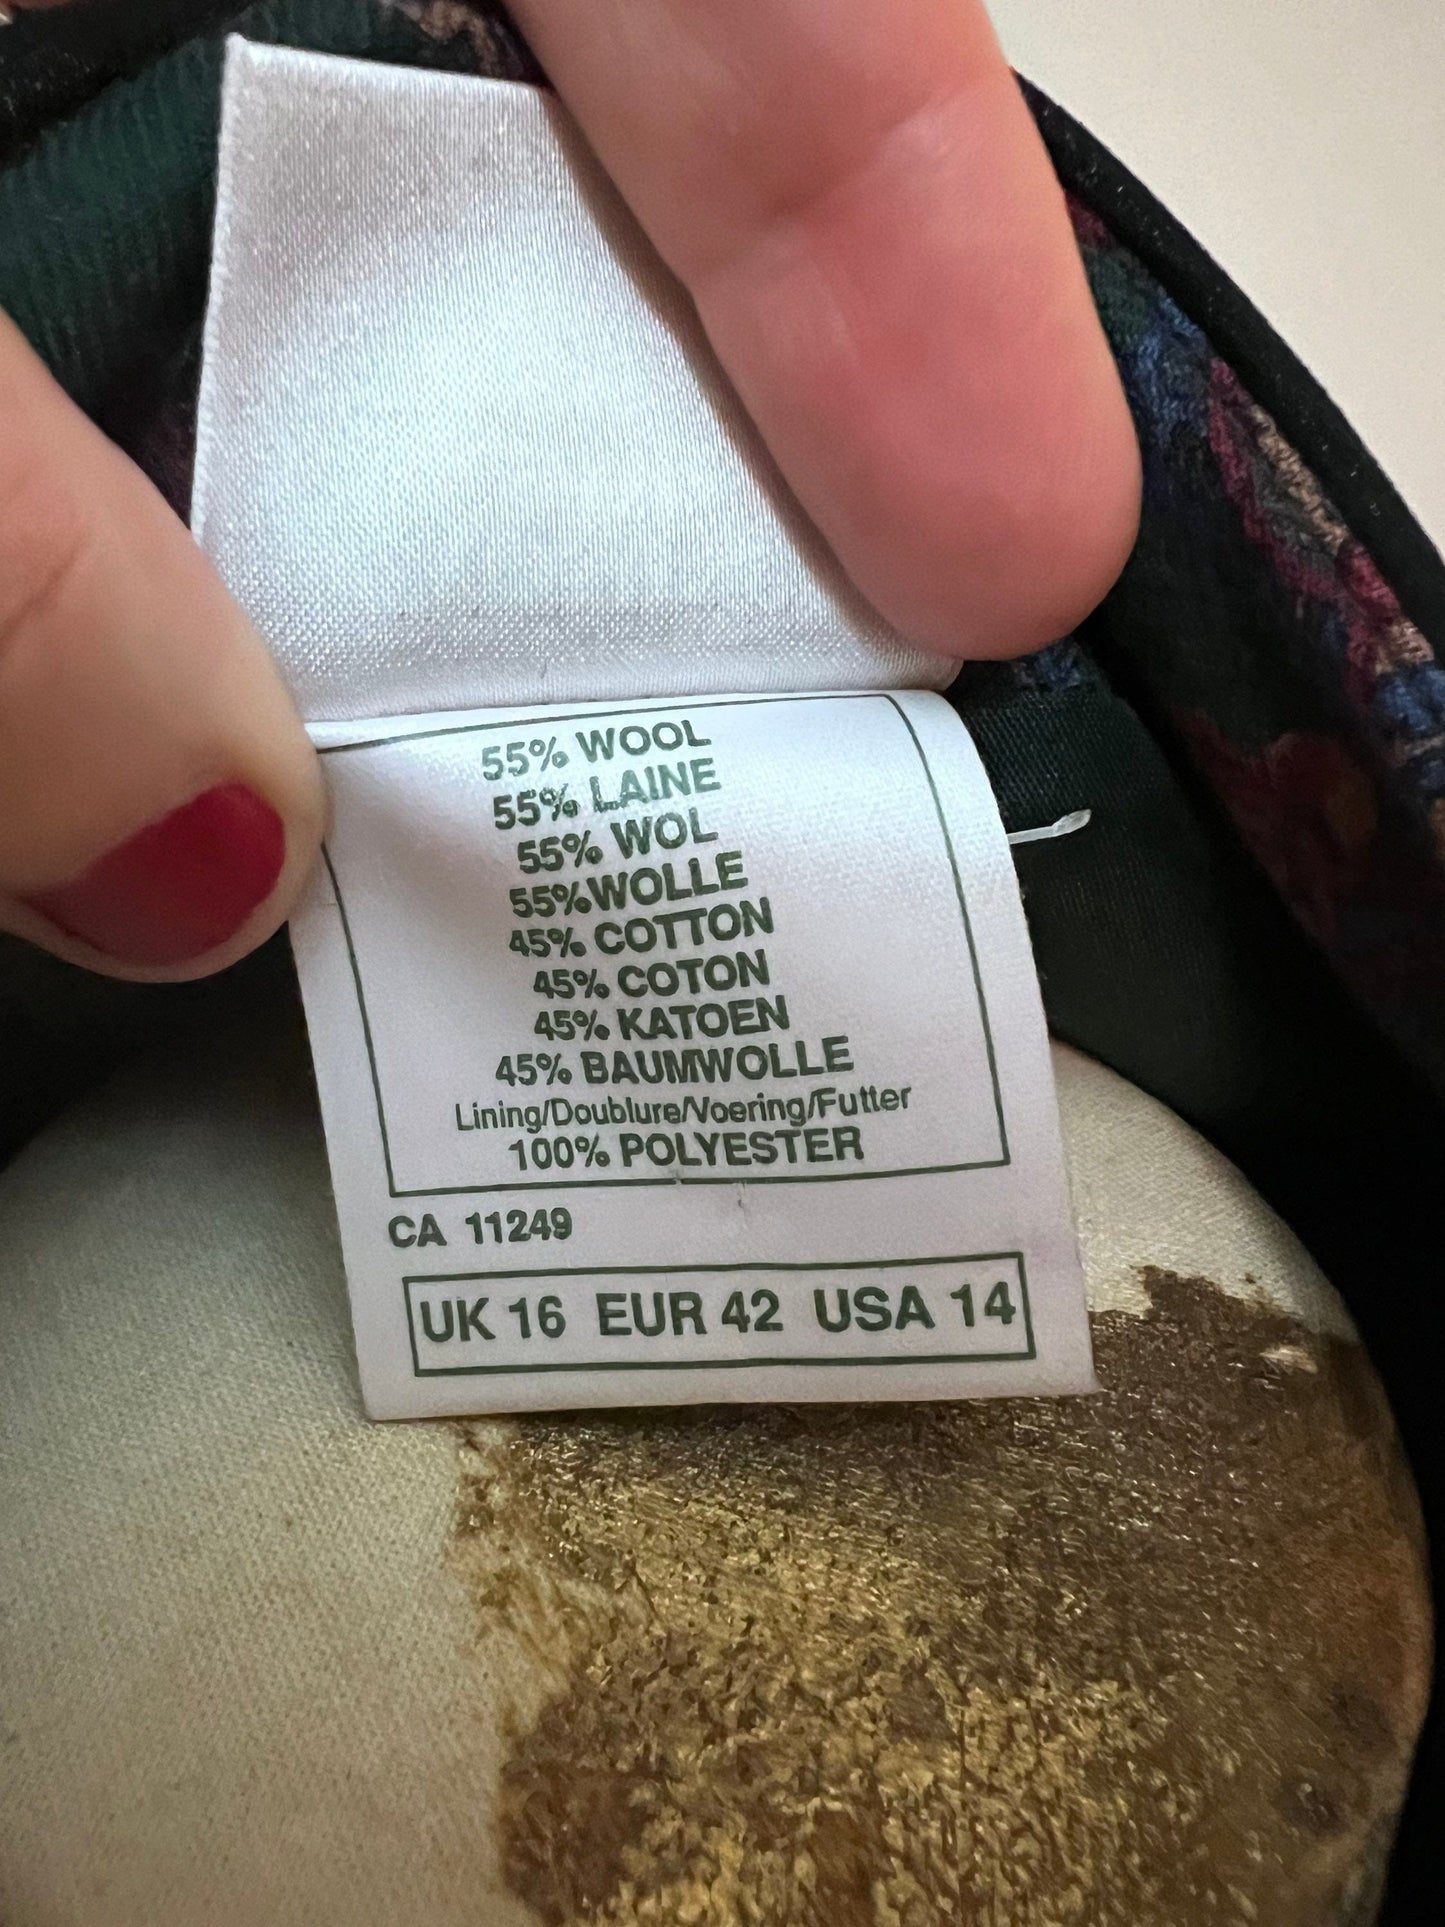 55% WOOL
55% LAINE
55% WOL
55%WOLLE
45% COTTON
45% COTON
45% KATOEN
45% BAUMWOLLE
Lining/Doublure/Voering/Futter
100% POLYESTER
CA 11249
UK 16 EUR 42 USA 14